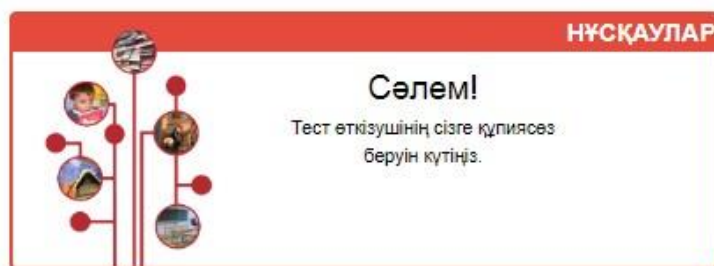 НҰСҚАУЛАР
Сәлем!
Тест өткізушінің сізге құпиясөз
беруін күтіңіз.